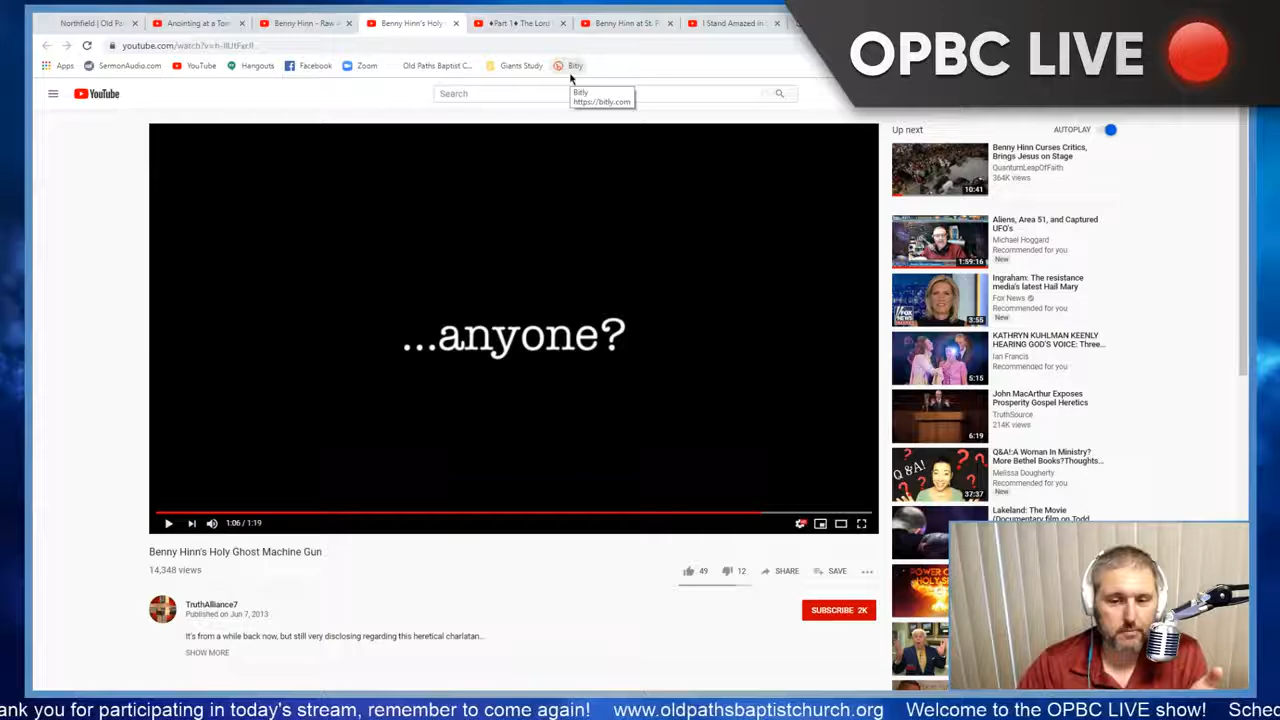 Northfield | Old Pa
Anointing at a Tom
Benny Hinn - Raw
Benny Hinn's Holy
♦Part 1♦ The Lord
Benny Hinn at St. P
I Stand Amazed in
OPBC LIVE
Apps
SermonAudio.com
YouTube
Hangouts
Facebook
Zoom
Old Paths Baptist C...
Giants Study
Bitly
YouTube
Search
Bitly
https://bitly.com
...anyone?
1:06 / 1:19
Benny Hinn's Holy Ghost Machine Gun
14,348 views
49
12
SHARE
SAVE
TruthAlliance7
Published on Jun 7, 2013
SUBSCRIBE 2K
It's from a while back now, but still very disclosing regarding this heretical charlatan...
SHOW MORE
Up next
AUTOPLAY
Benny Hinn Curses Critics,
Brings Jesus on Stage
QuantumLeapOfFaith
364K views
10:41
Aliens, Area 51, and Captured
UFO's
Michael Hoggard
Recommended for you
New
1:59:16
Ingraham: The resistance
media's latest Hail Mary
Fox News
Recommended for you
New
3:55
KATHRYN KUHLMAN KEENLY
HEARING GOD'S VOICE: Three...
Ian Francis
Recommended for you
5:15
John MacArthur Exposes
Prosperity Gospel Heretics
TruthSource
214K views
6:19
Q&A!:A Woman In Ministry?
More Bethel Books?Thoughts...
Melissa Dougherty
Recommended for you
New
Q&A!
37:37
Lakeland: The Movie
(Documentary film on Todd
ank you for participating in today's stream, remember to come again! www.oldpathsbaptistchurch.org Welcome to the OPBC LIVE show! Sched